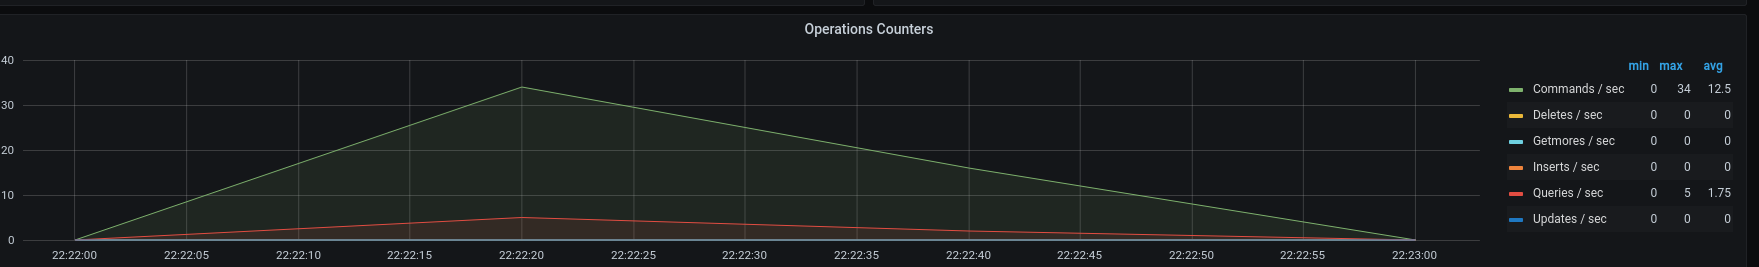 Operations Counters
40
30
20
10
0
22:22:00 22:22:05 22:22:10 22:22:15 22:22:20 22:22:25 22:22:30 22:22:35 22:22:40 22:22:45 22:22:50 22:22:55 22:23:00
min max avg
Commands / sec 0 34 12.5
Deletes / sec 0 0 0
Getmores / sec 0 0 0
Inserts / sec 0 0 0
Queries / sec 0 5 1.75
Updates / sec 0 0 0